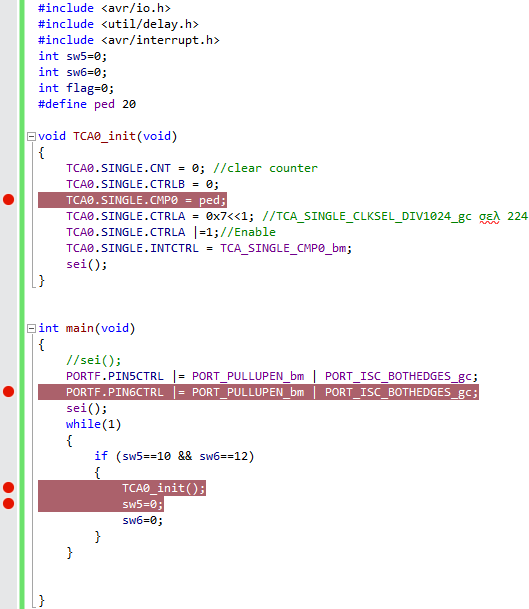 #include <avr/io.h>
#include <util/delay.h>
#include <avr/interrupt.h>
int sw5=0;
int sw6=0;
int flag=0;
#define ped 20
void TCA0_init(void)
{
TCA0.SINGLE.CNT = 0; //clear counter
TCA0.SINGLE.CTRLB = 0;
TCA0.SINGLE.CMP0 = ped;
TCA0.SINGLE.CTRLA = 0x7<<1; //TCA_SINGLE_CLKSEL_DIV1024_gc σελ 224
TCA0.SINGLE.CTRLA |=1;//Enable
TCA0.SINGLE.INTCTRL = TCA_SINGLE_CMP0_bm;
sei();
}
int main(void)
{
//sei();
PORTF.PIN5CTRL |= PORT_PULLUPEN_bm | PORT_ISC_BOTHEDGES_gc;
PORTF.PIN6CTRL |= PORT_PULLUPEN_bm | PORT_ISC_BOTHEDGES_gc;
sei();
while(1)
{
if (sw5==10 && sw6==12)
{
TCA0_init();
sw5=0;
sw6=0;
}
}
}